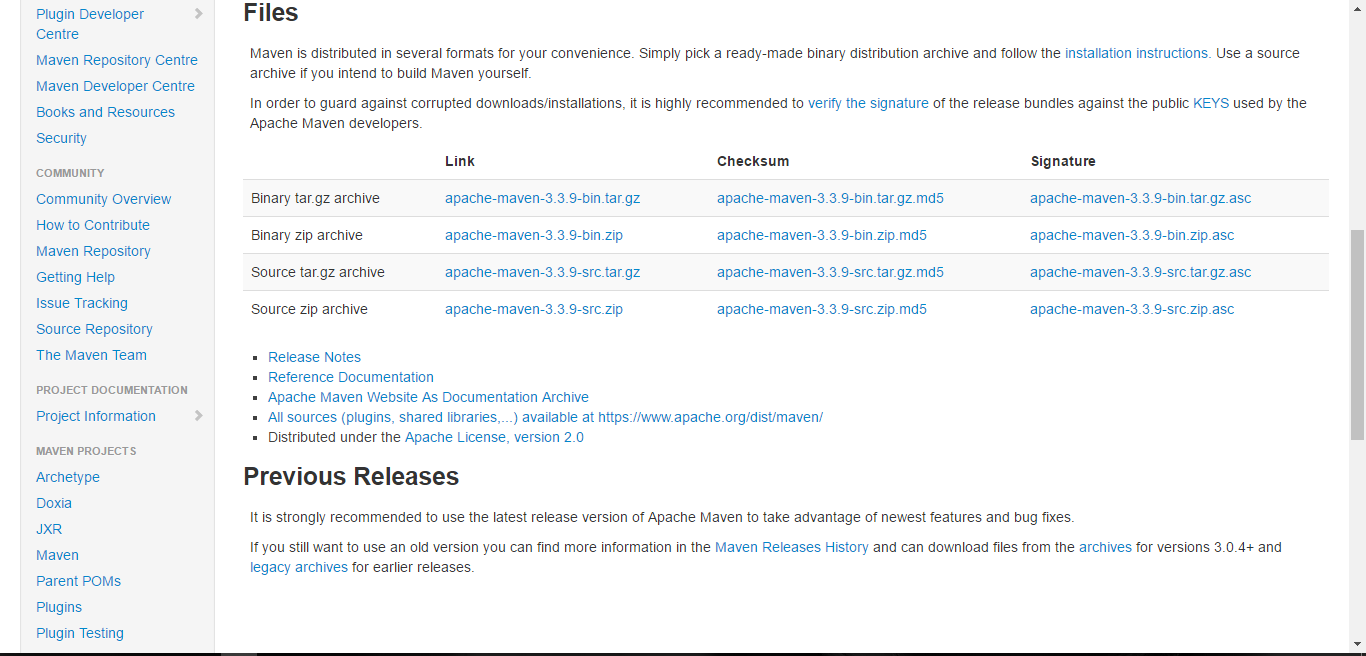 Plugin Developer
Centre
Maven Repository Centre
Maven Developer Centre
Books and Resources
Security
COMMUNITY
Community Overview
How to Contribute
Maven Repository
Getting Help
Issue Tracking
Source Repository
The Maven Team
PROJECT DOCUMENTATION
Project Information
MAVEN PROJECTS
Archetype
Doxia
JXR
Maven
Parent POMs
Plugins
Plugin Testing
Files
Maven is distributed in several formats for your convenience. Simply pick a ready-made binary distribution archive and follow the installation instructions. Use a source
archive if you intend to build Maven yourself.
In order to guard against corrupted downloads/installations, it is highly recommended to verify the signature of the release bundles against the public KEYS used by the
Apache Maven developers.
Link Checksum Signature
Binary tar.gz archive apache-maven-3.3.9-bin.tar.gz apache-maven-3.3.9-bin.tar.gz.md5 apache-maven-3.3.9-bin.tar.gz.asc
Binary zip archive apache-maven-3.3.9-bin.zip apache-maven-3.3.9-bin.zip.md5 apache-maven-3.3.9-bin.zip.asc
Source tar.gz archive apache-maven-3.3.9-src.tar.gz apache-maven-3.3.9-src.tar.gz.md5 apache-maven-3.3.9-src.tar.gz.asc
Source zip archive apache-maven-3.3.9-src.zip apache-maven-3.3.9-src.zip.md5 apache-maven-3.3.9-src.zip.asc
Release Notes
Reference Documentation
Apache Maven Website As Documentation Archive
All sources (plugins, shared libraries,...) available at https://www.apache.org/dist/maven/
Distributed under the Apache License, version 2.0
Previous Releases
It is strongly recommended to use the latest release version of Apache Maven to take advantage of newest features and bug fixes.
If you still want to use an old version you can find more information in the Maven Releases History and can download files from the archives for versions 3.0.4+ and
legacy archives for earlier releases.